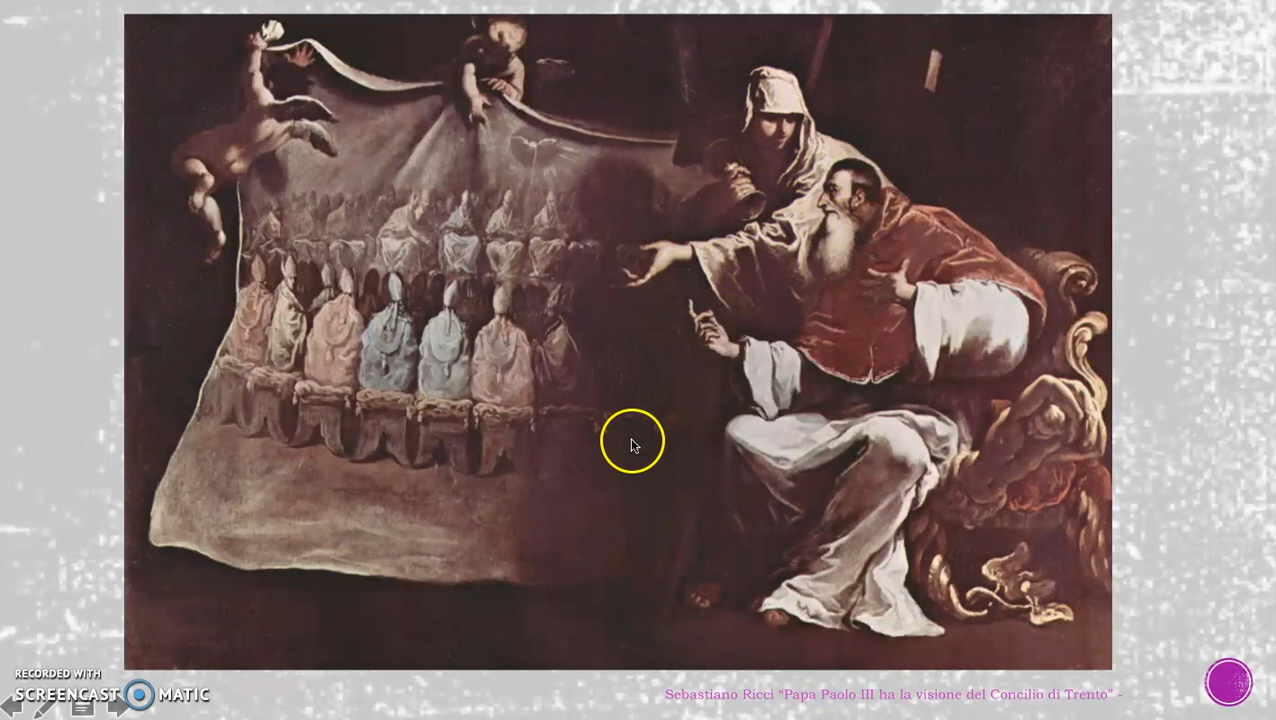 RECORDED WITH
SCREENCAST MATIC
Sebastiano Ricci “Papa Paolo III ha la visione del Concilio di Trento” -